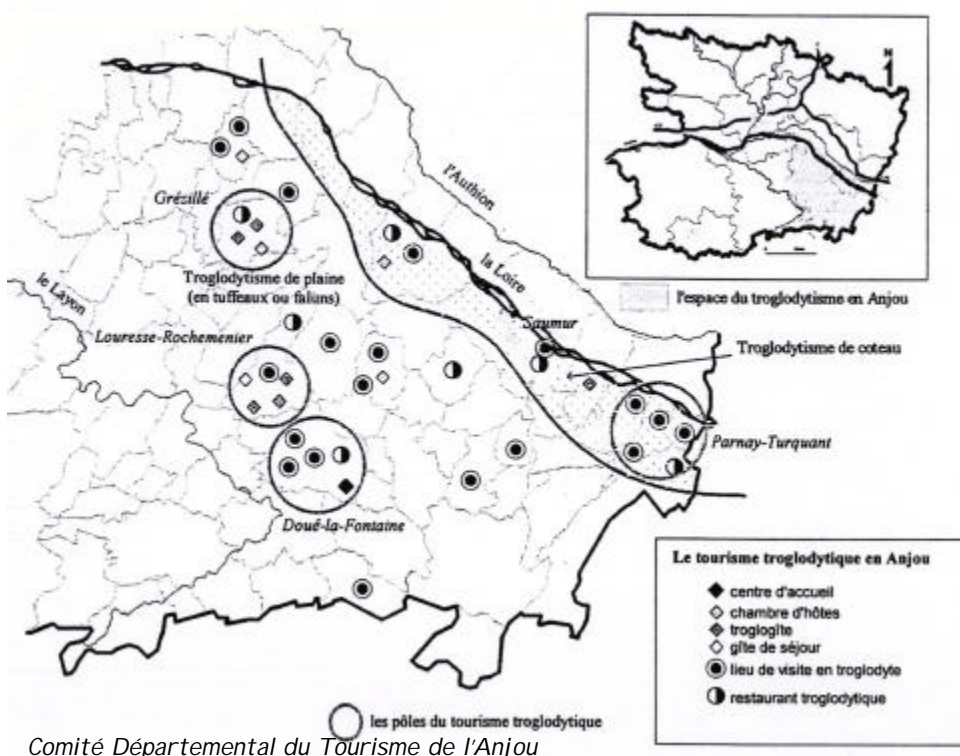 N
l'Authion
Grézillé
Troglodytisme de plaine
(en tuffeaux ou faluns)
le Layon
la Loire
l'espace du troglodytisme en Anjou
Saumur
Louresse-Rochemenier
Troglodytisme de coteau
Parnay-Turquant
Doué-la-Fontaine
Le tourisme troglodytique en Anjou
centre d'accueil
chambre d'hôtes
troglogîte
gîte de séjour
lieu de visite en troglodyte
restaurant troglodytique
les pôles du tourisme troglodytique
Comité Départemental du Tourisme de l'Anjou